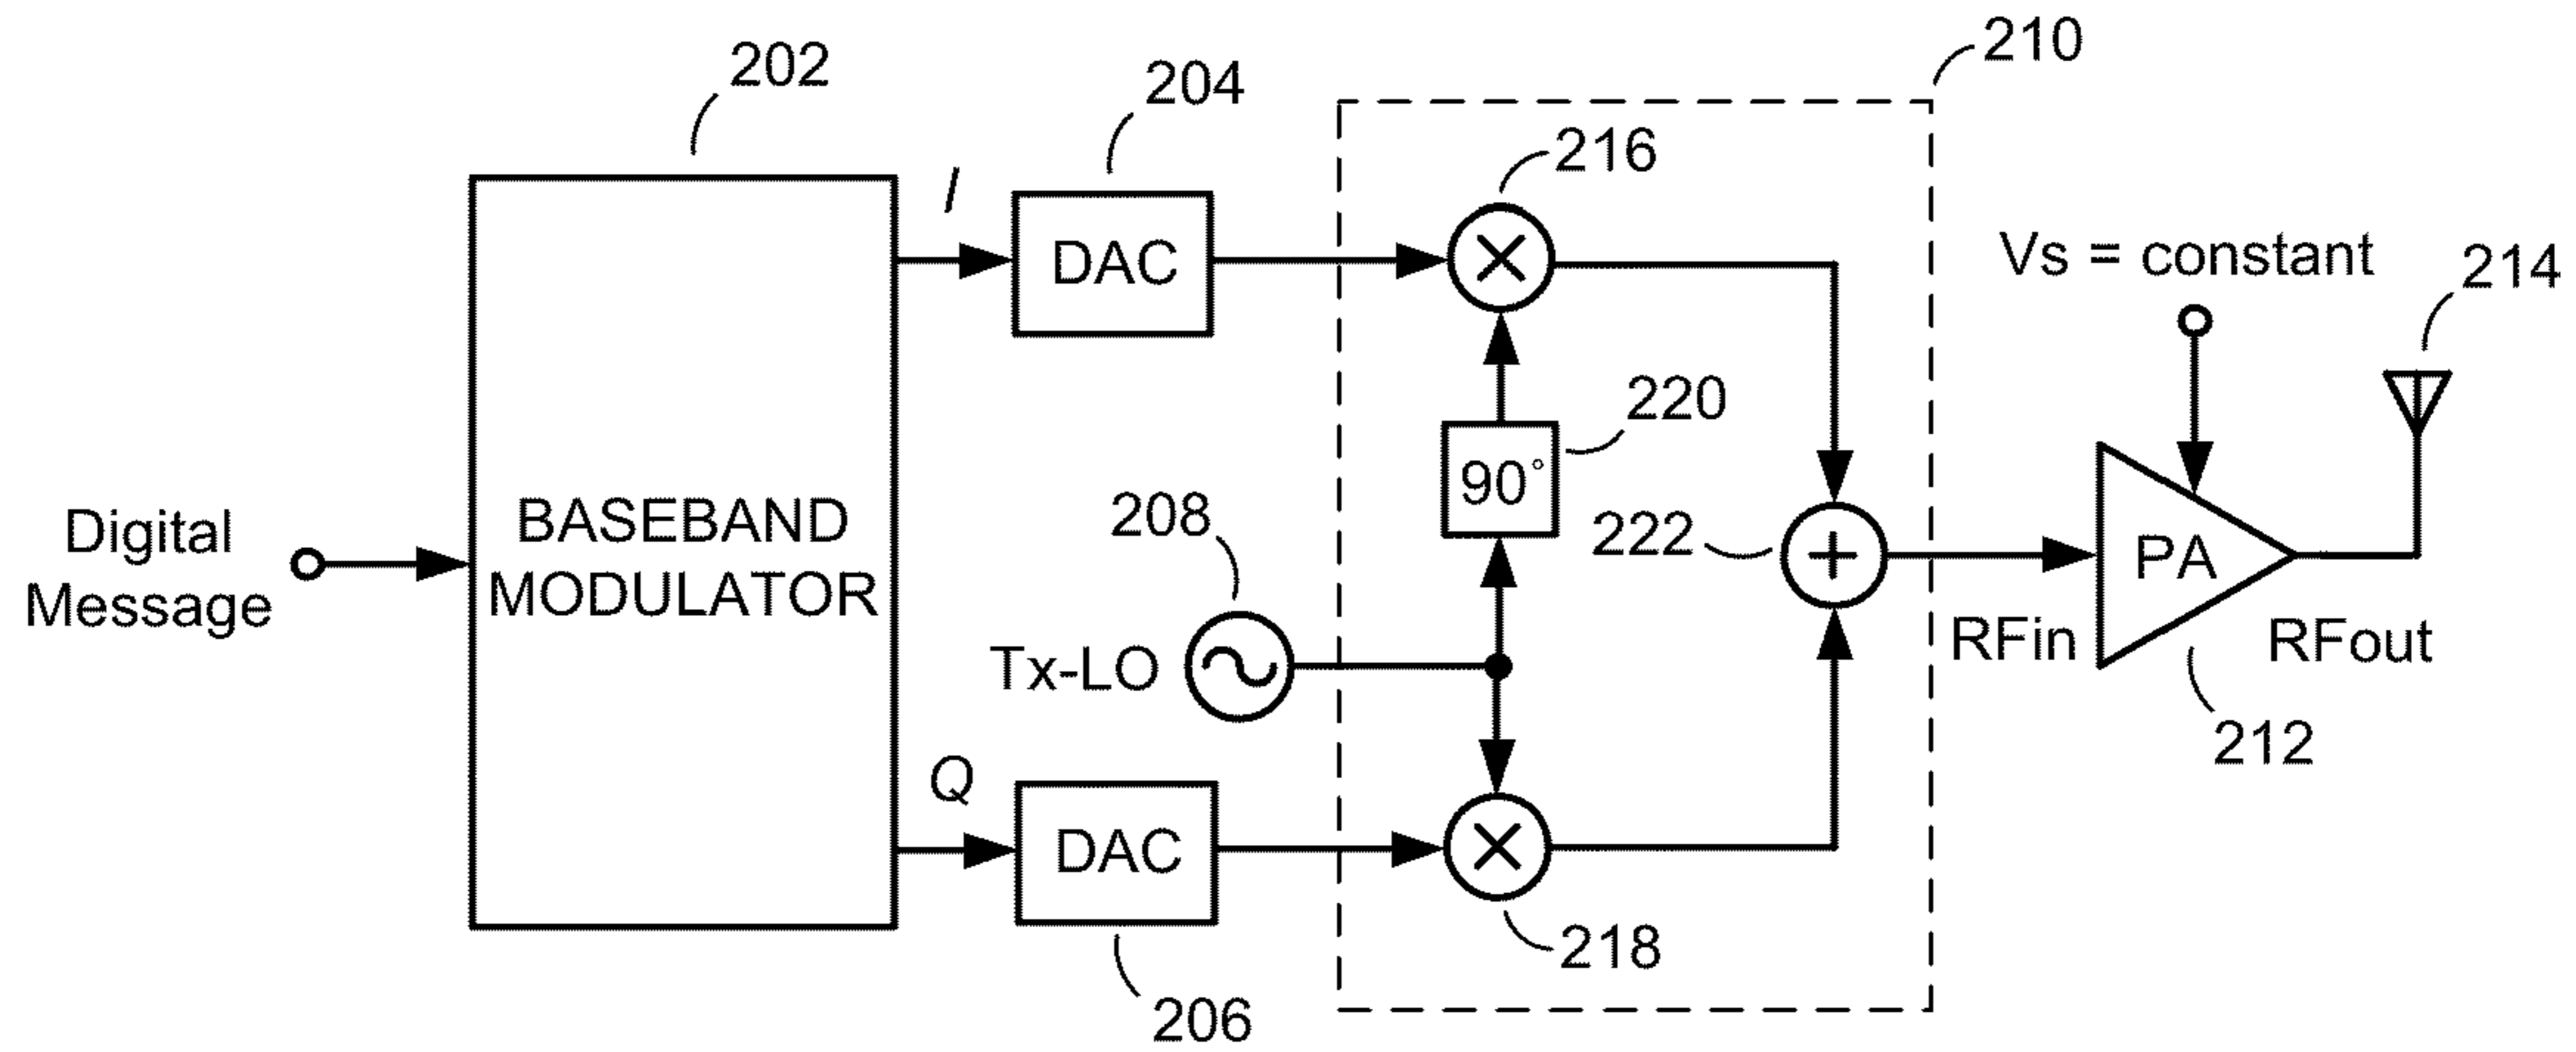 210
202
204
216
I
DAC
Vs = constant
214
220
90°
208
222
Digital
Message
BASEBAND
MODULATOR
+
PA
Tx-LO
RFin
RFout
212
Q
DAC
218
206